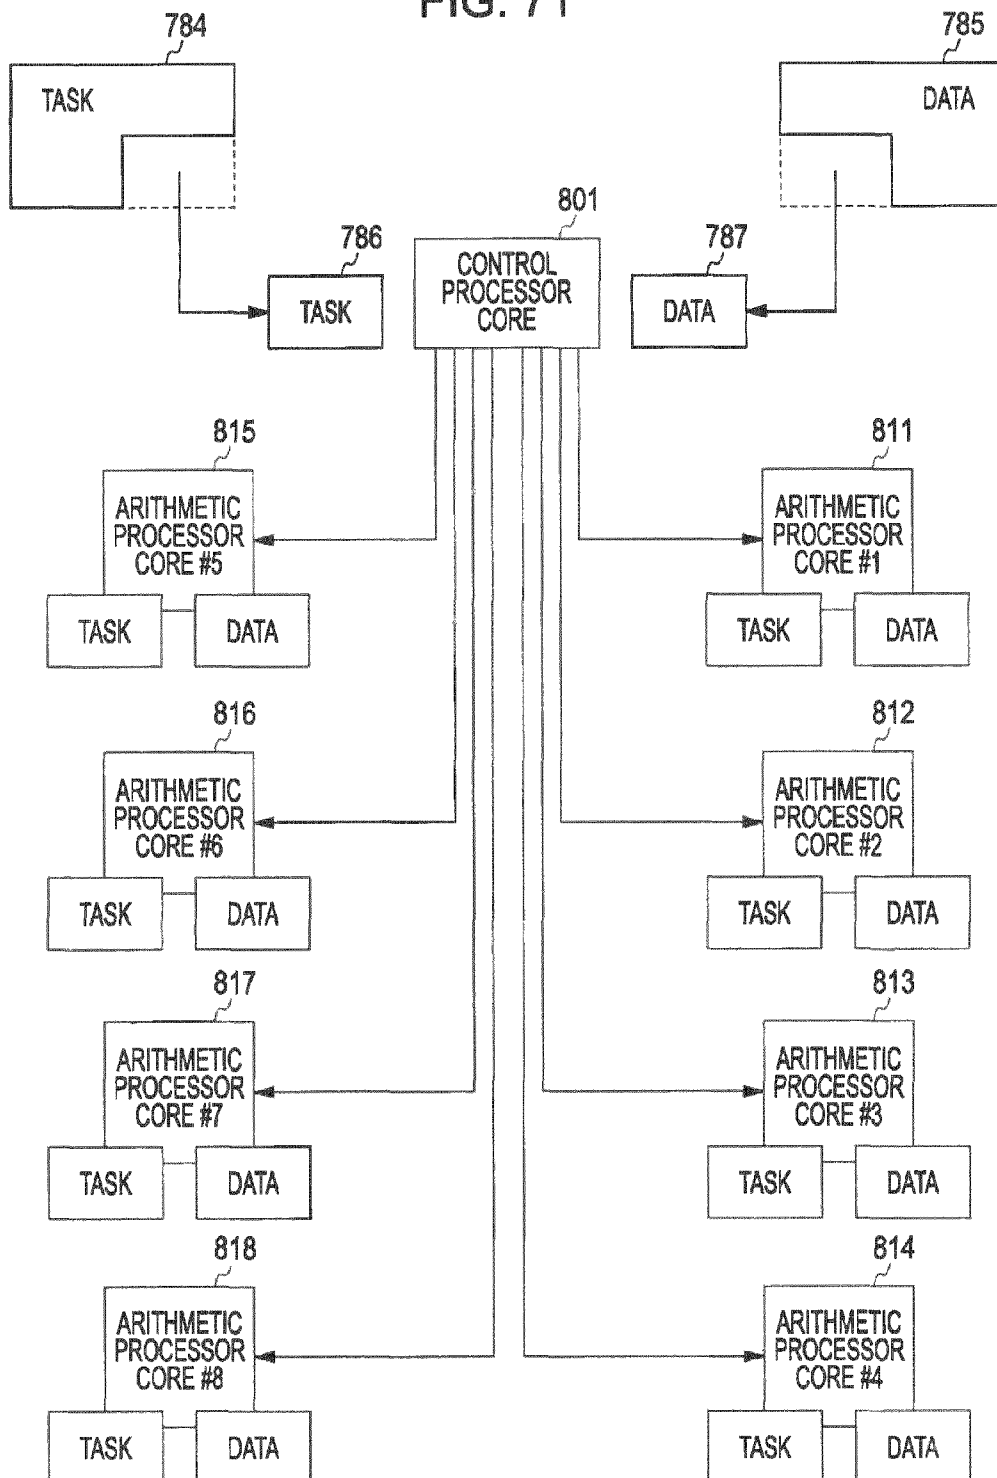 FIG. 71
784
785
TASK
DATA
801
786
787
CONTROL
PROCESSOR
CORE
TASK
DATA
815
811
ARITHMETIC
PROCESSOR
CORE #5
ARITHMETIC
PROCESSOR
CORE #1
TASK
DATA
TASK
DATA
816
812
ARITHMETIC
PROCESSOR
CORE #6
ARITHMETIC
PROCESSOR
CORE #2
TASK
DATA
TASK
DATA
817
813
ARITHMETIC
PROCESSOR
CORE #7
ARITHMETIC
PROCESSOR
CORE #3
TASK
DATA
TASK
DATA
818
814
ARITHMETIC
PROCESSOR
CORE #8
ARITHMETIC
PROCESSOR
CORE #4
TASK
DATA
TASK
DATA